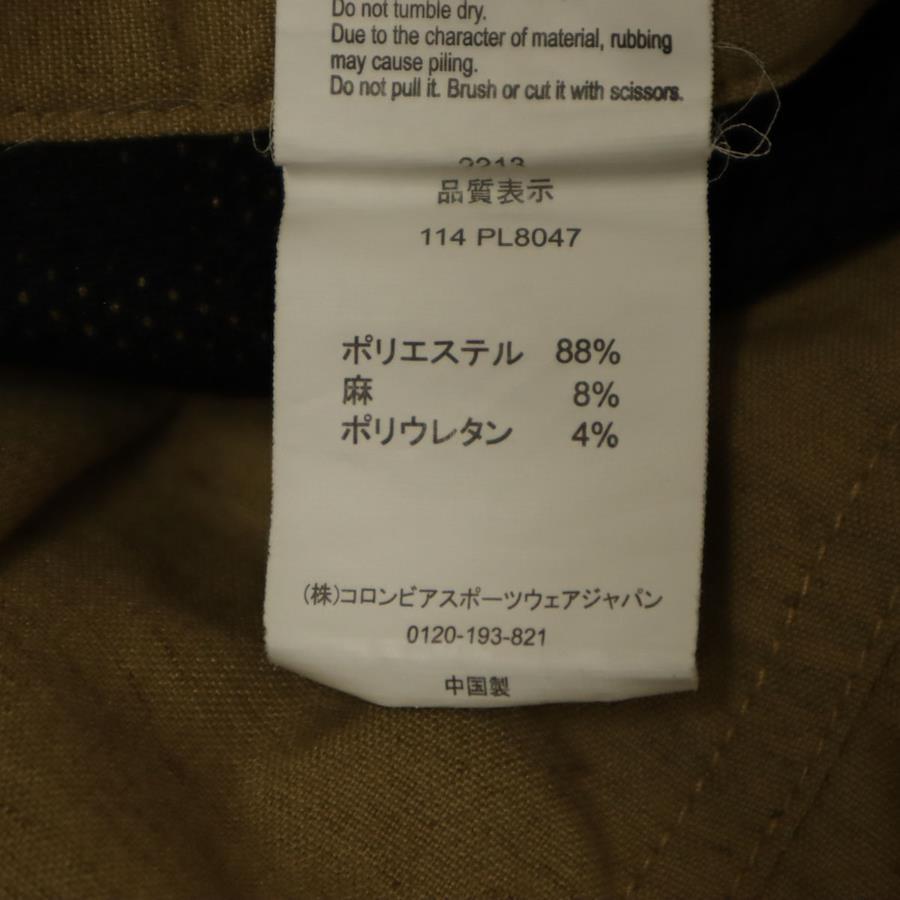 Do not tumble dry.
Due to the character of material, rubbing
may cause piling.
Do not pull it. Brush or cut it with scissors.
2213
品質表示
114 PL8047
ポリエステル 88%
麻 8%
ポリウレタン 4%
(株)コロンビアスポーツウェアジャパン
0120-193-821
中国製